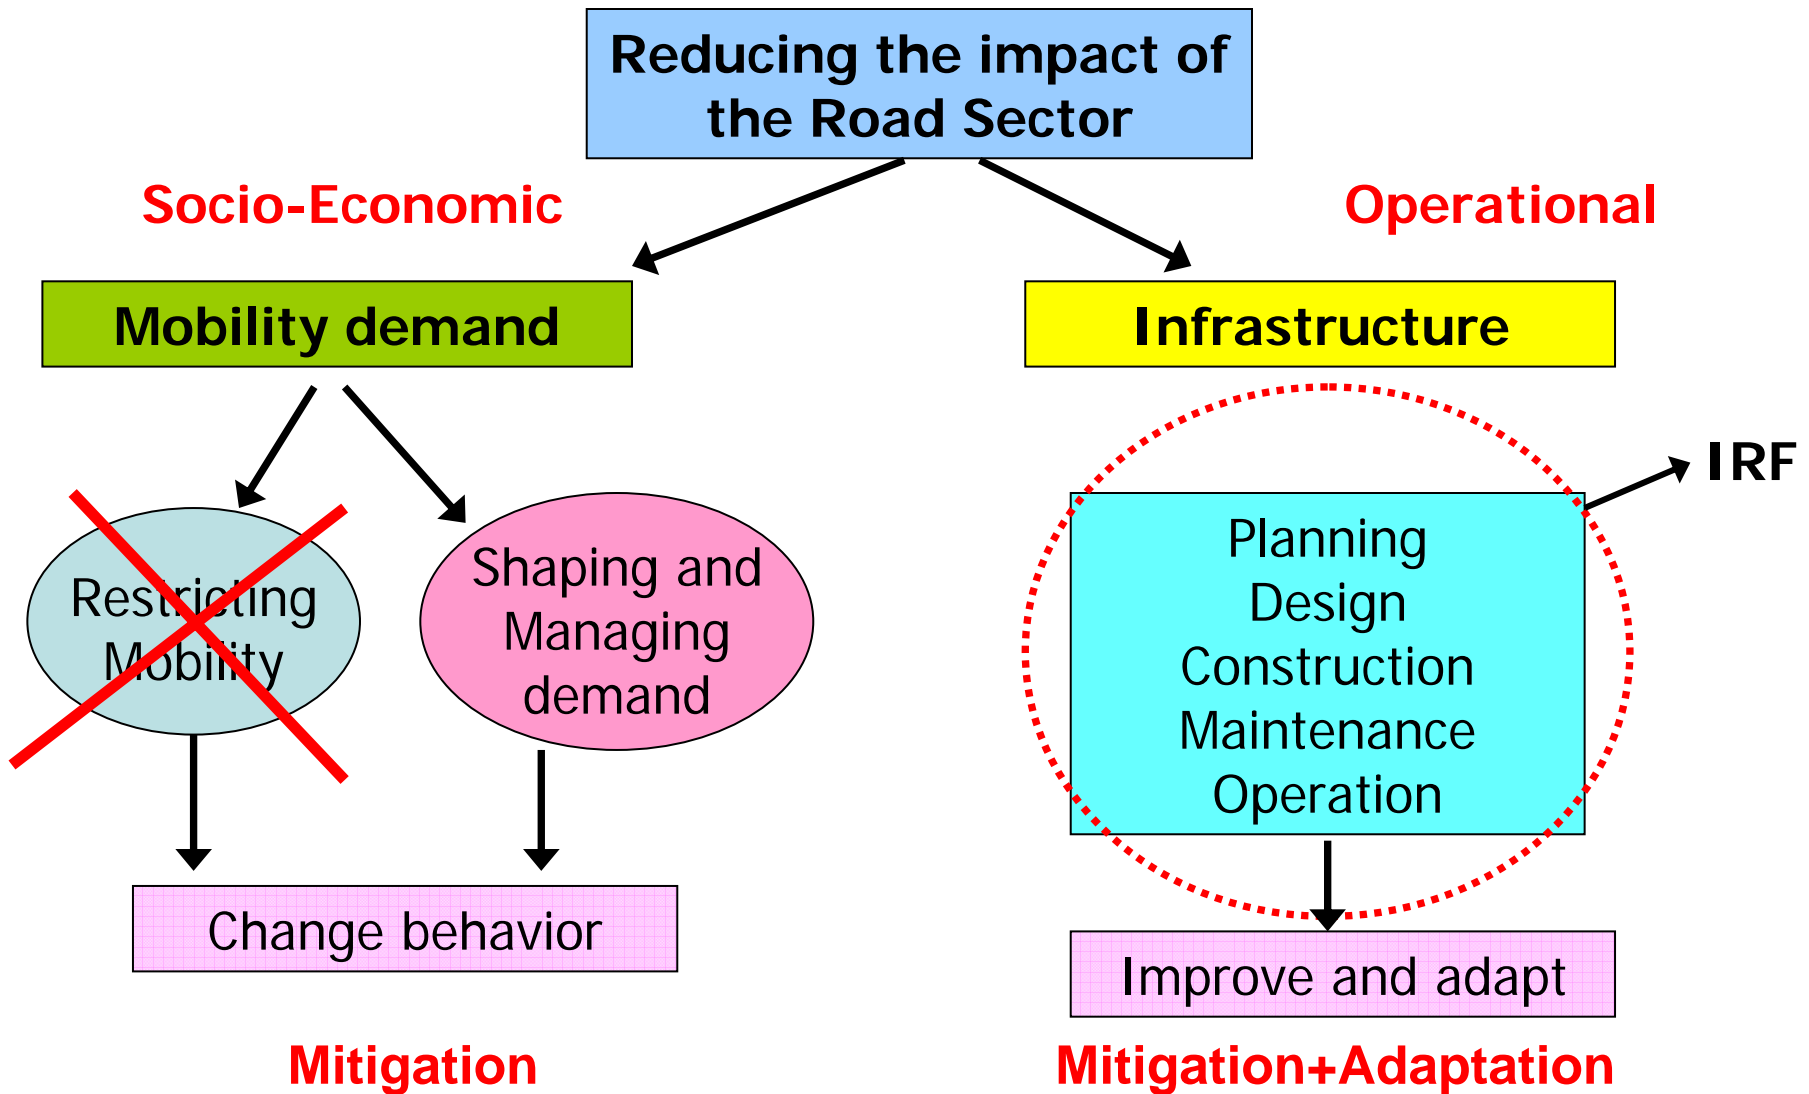 Reducing the impact of
the Road Sector
Socio-Economic
Operational
Mobility demand
Infrastructure
IRF
Restricting
Mobility
Shaping and
Managing
demand
Planning
Design
Construction
Maintenance
Operation
Change behavior
Improve and adapt
Mitigation
Mitigation+Adaptation